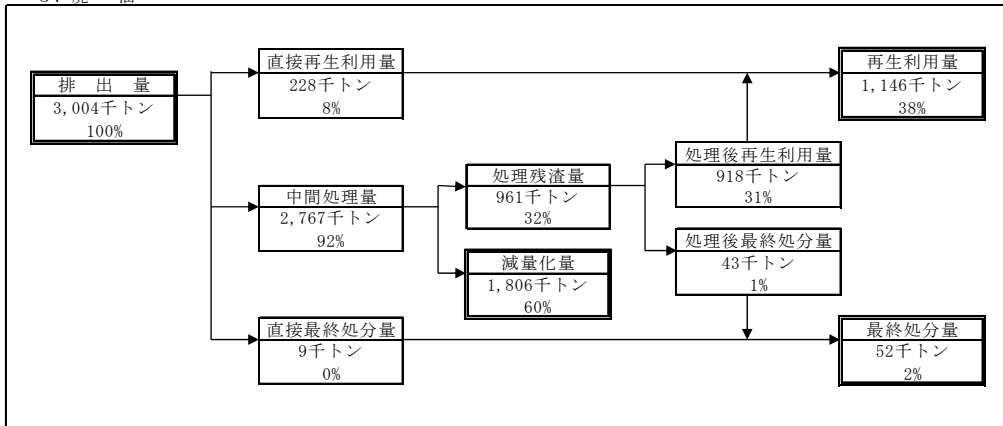 排 出 量
3,004千トン
100%
直接再生利用量
228千トン
8%
再生利用量
1,146千トン
38%
中間処理量
2,767千トン
92%
処理残渣量
961千トン
32%
処理後再生利用量
918千トン
31%
減量化量
1,806千トン
60%
処理後最終処分量
43千トン
1%
直接最終処分量
9千トン
0%
最終処分量
52千トン
2%